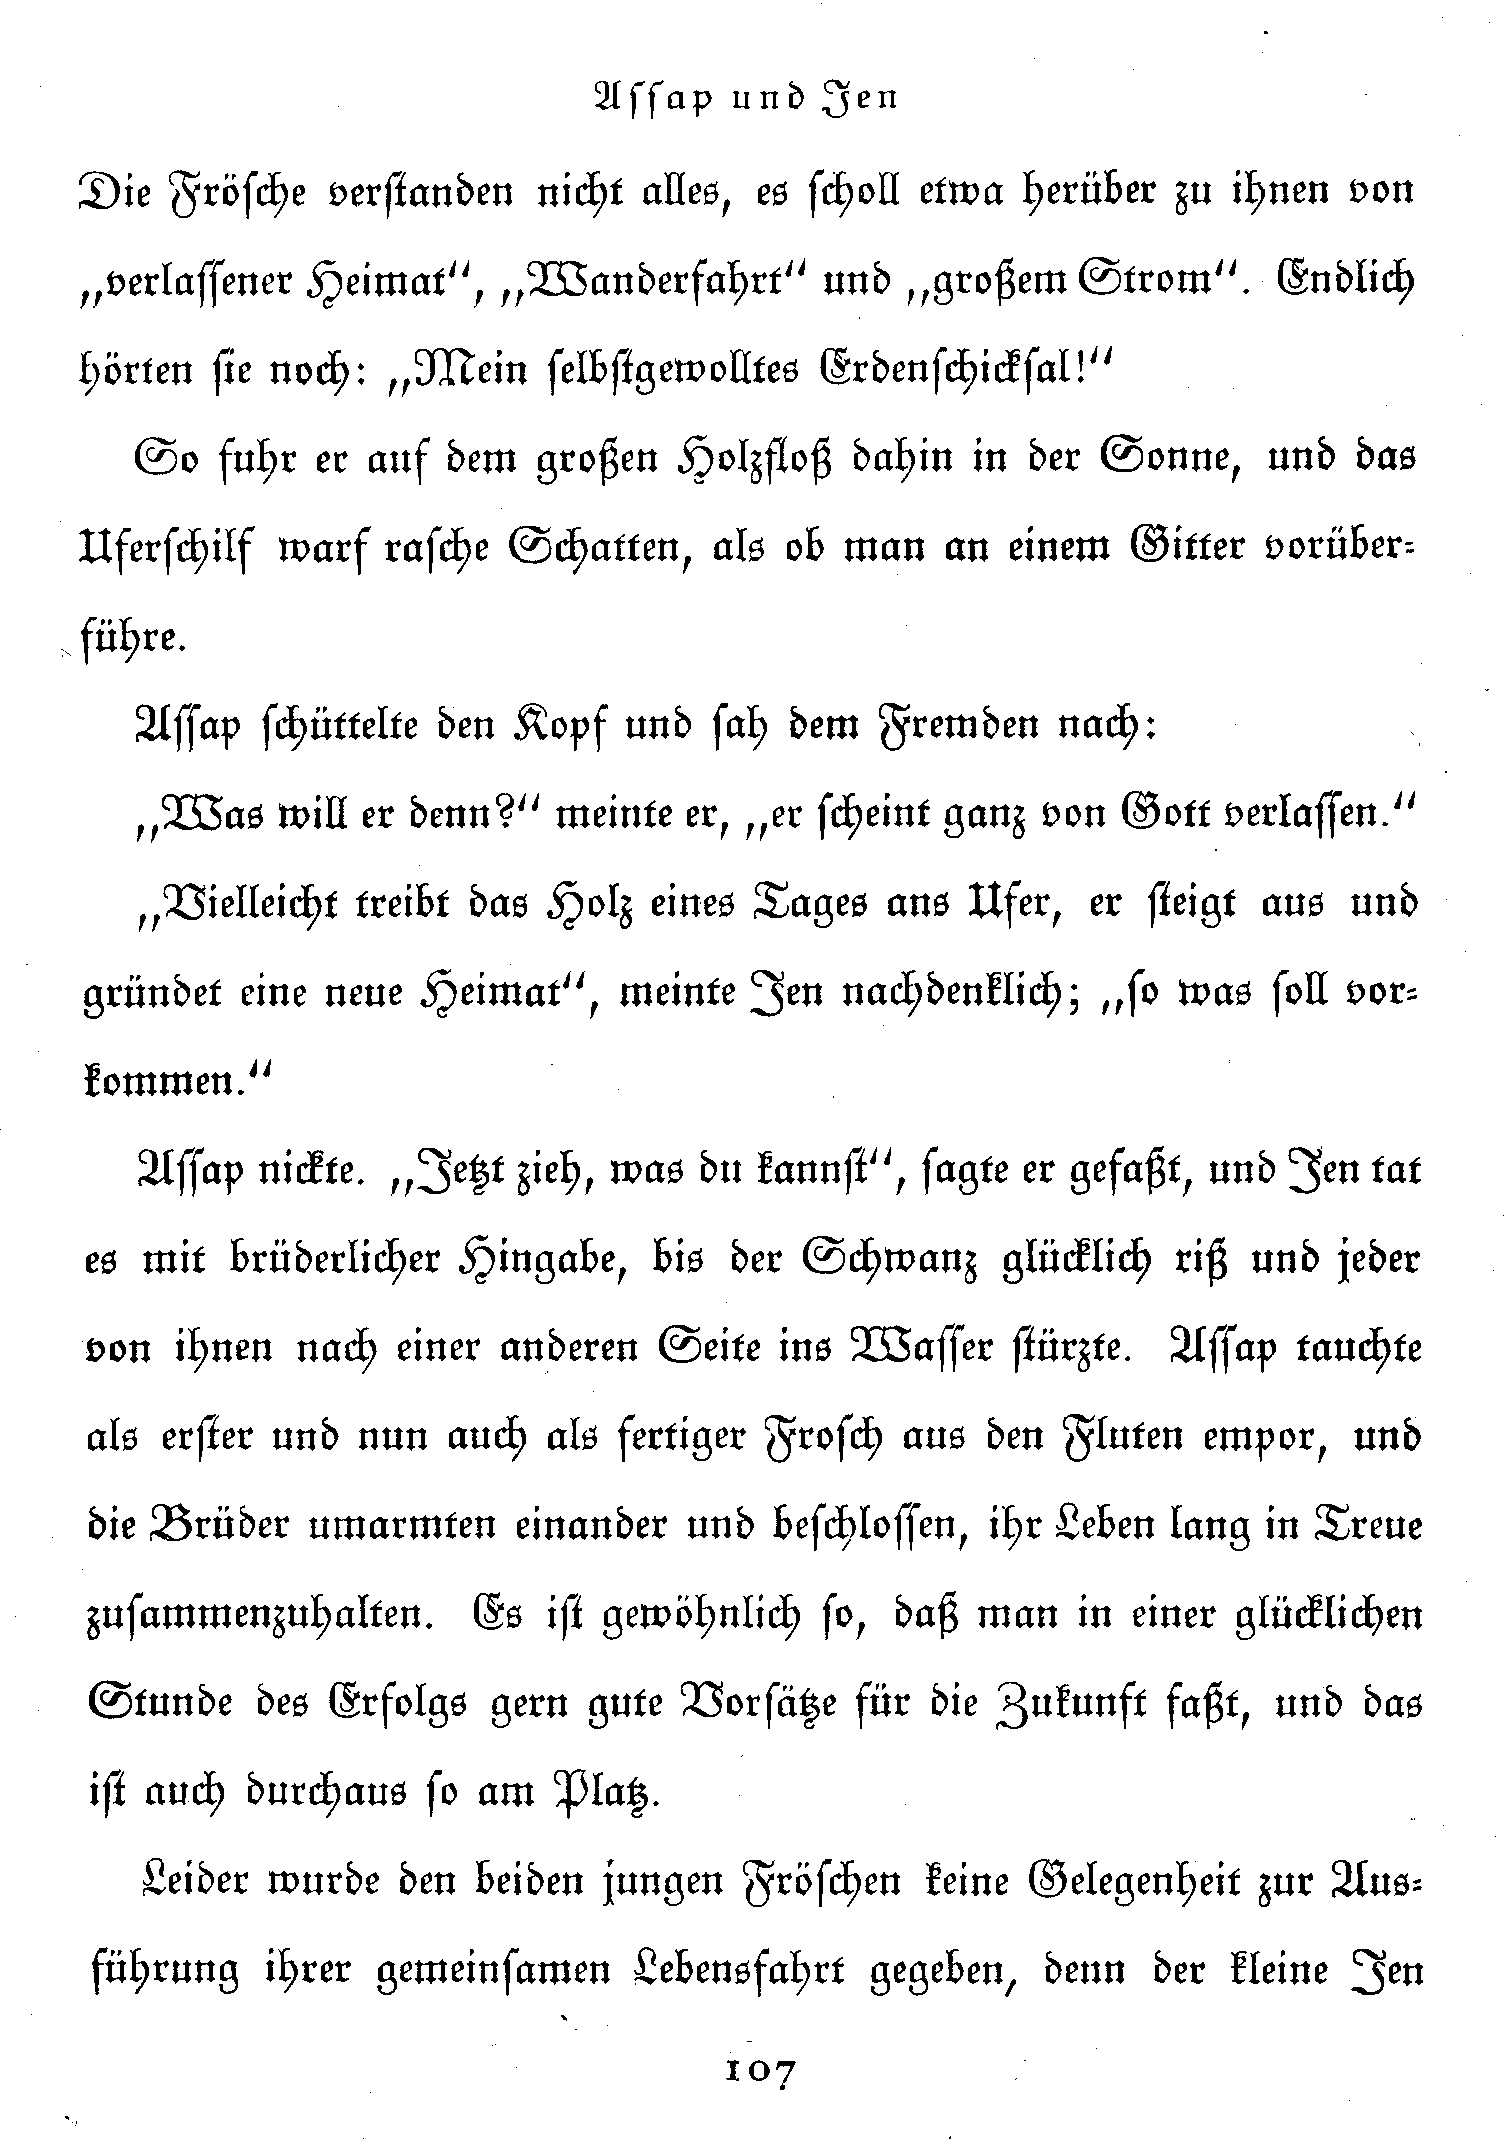 Assap und Jen
Die Frösche verstanden nicht alles, es scholl etwa herüber zu ihnen von
„verlassener Heimat“, „Wanderfahrt“ und „großem Strom“. Endlich
hörten sie noch: „Mein selbstgewolltes Erdenschicksal!“
So fuhr er auf dem großen Holzfloß dahin in der Sonne, und das
Uferschilf warf rasche Schatten, als ob man an einem Gitter vorüber-
führe.
Assap schüttelte den Kopf und sah dem Fremden nach:
„Was will er denn?“ meinte er, „er scheint ganz von Gott verlassen.“
„Vielleicht treibt das Holz eines Tages ans Ufer, er steigt aus und
gründet eine neue Heimat“, meinte Jen nachdenklich; „so was soll vor-
kommen.“
Assap nickte. „Jetzt zieh, was du kannst“, sagte er gefaßt, und Jen tat
es mit brüderlicher Hingabe, bis der Schwanz glücklich riß und jeder
von ihnen nach einer anderen Seite ins Wasser stürzte. Assap tauchte
als erster und nun auch als fertiger Frosch aus den Fluten empor, und
die Brüder umarmten einander und beschlossen, ihr Leben lang in Treue
zusammenzuhalten. Es ist gewöhnlich so, daß man in einer glücklichen
Stunde des Erfolgs gern gute Vorsätze für die Zukunft faßt, und das
ist auch durchaus so am Platz.
Leider wurde den beiden jungen Fröschen keine Gelegenheit zur Aus-
führung ihrer gemeinsamen Lebensfahrt gegeben, denn der kleine Jen
107